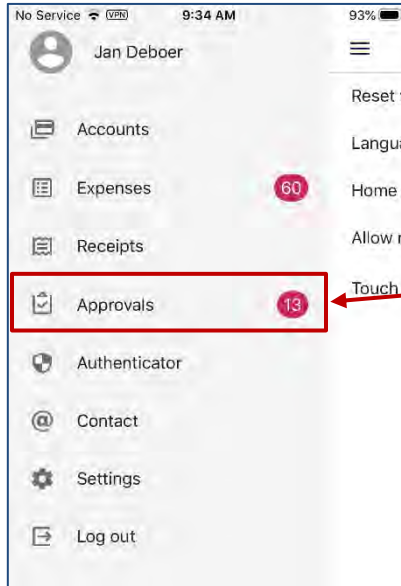 No Service VPN 9:34 AM 93%
Jan Deboer
Reset
Accounts
Langua
Expenses 60
Home
Receipts
Allow r
Approvals 13
Touch
Authenticator
Contact
Settings
Log out